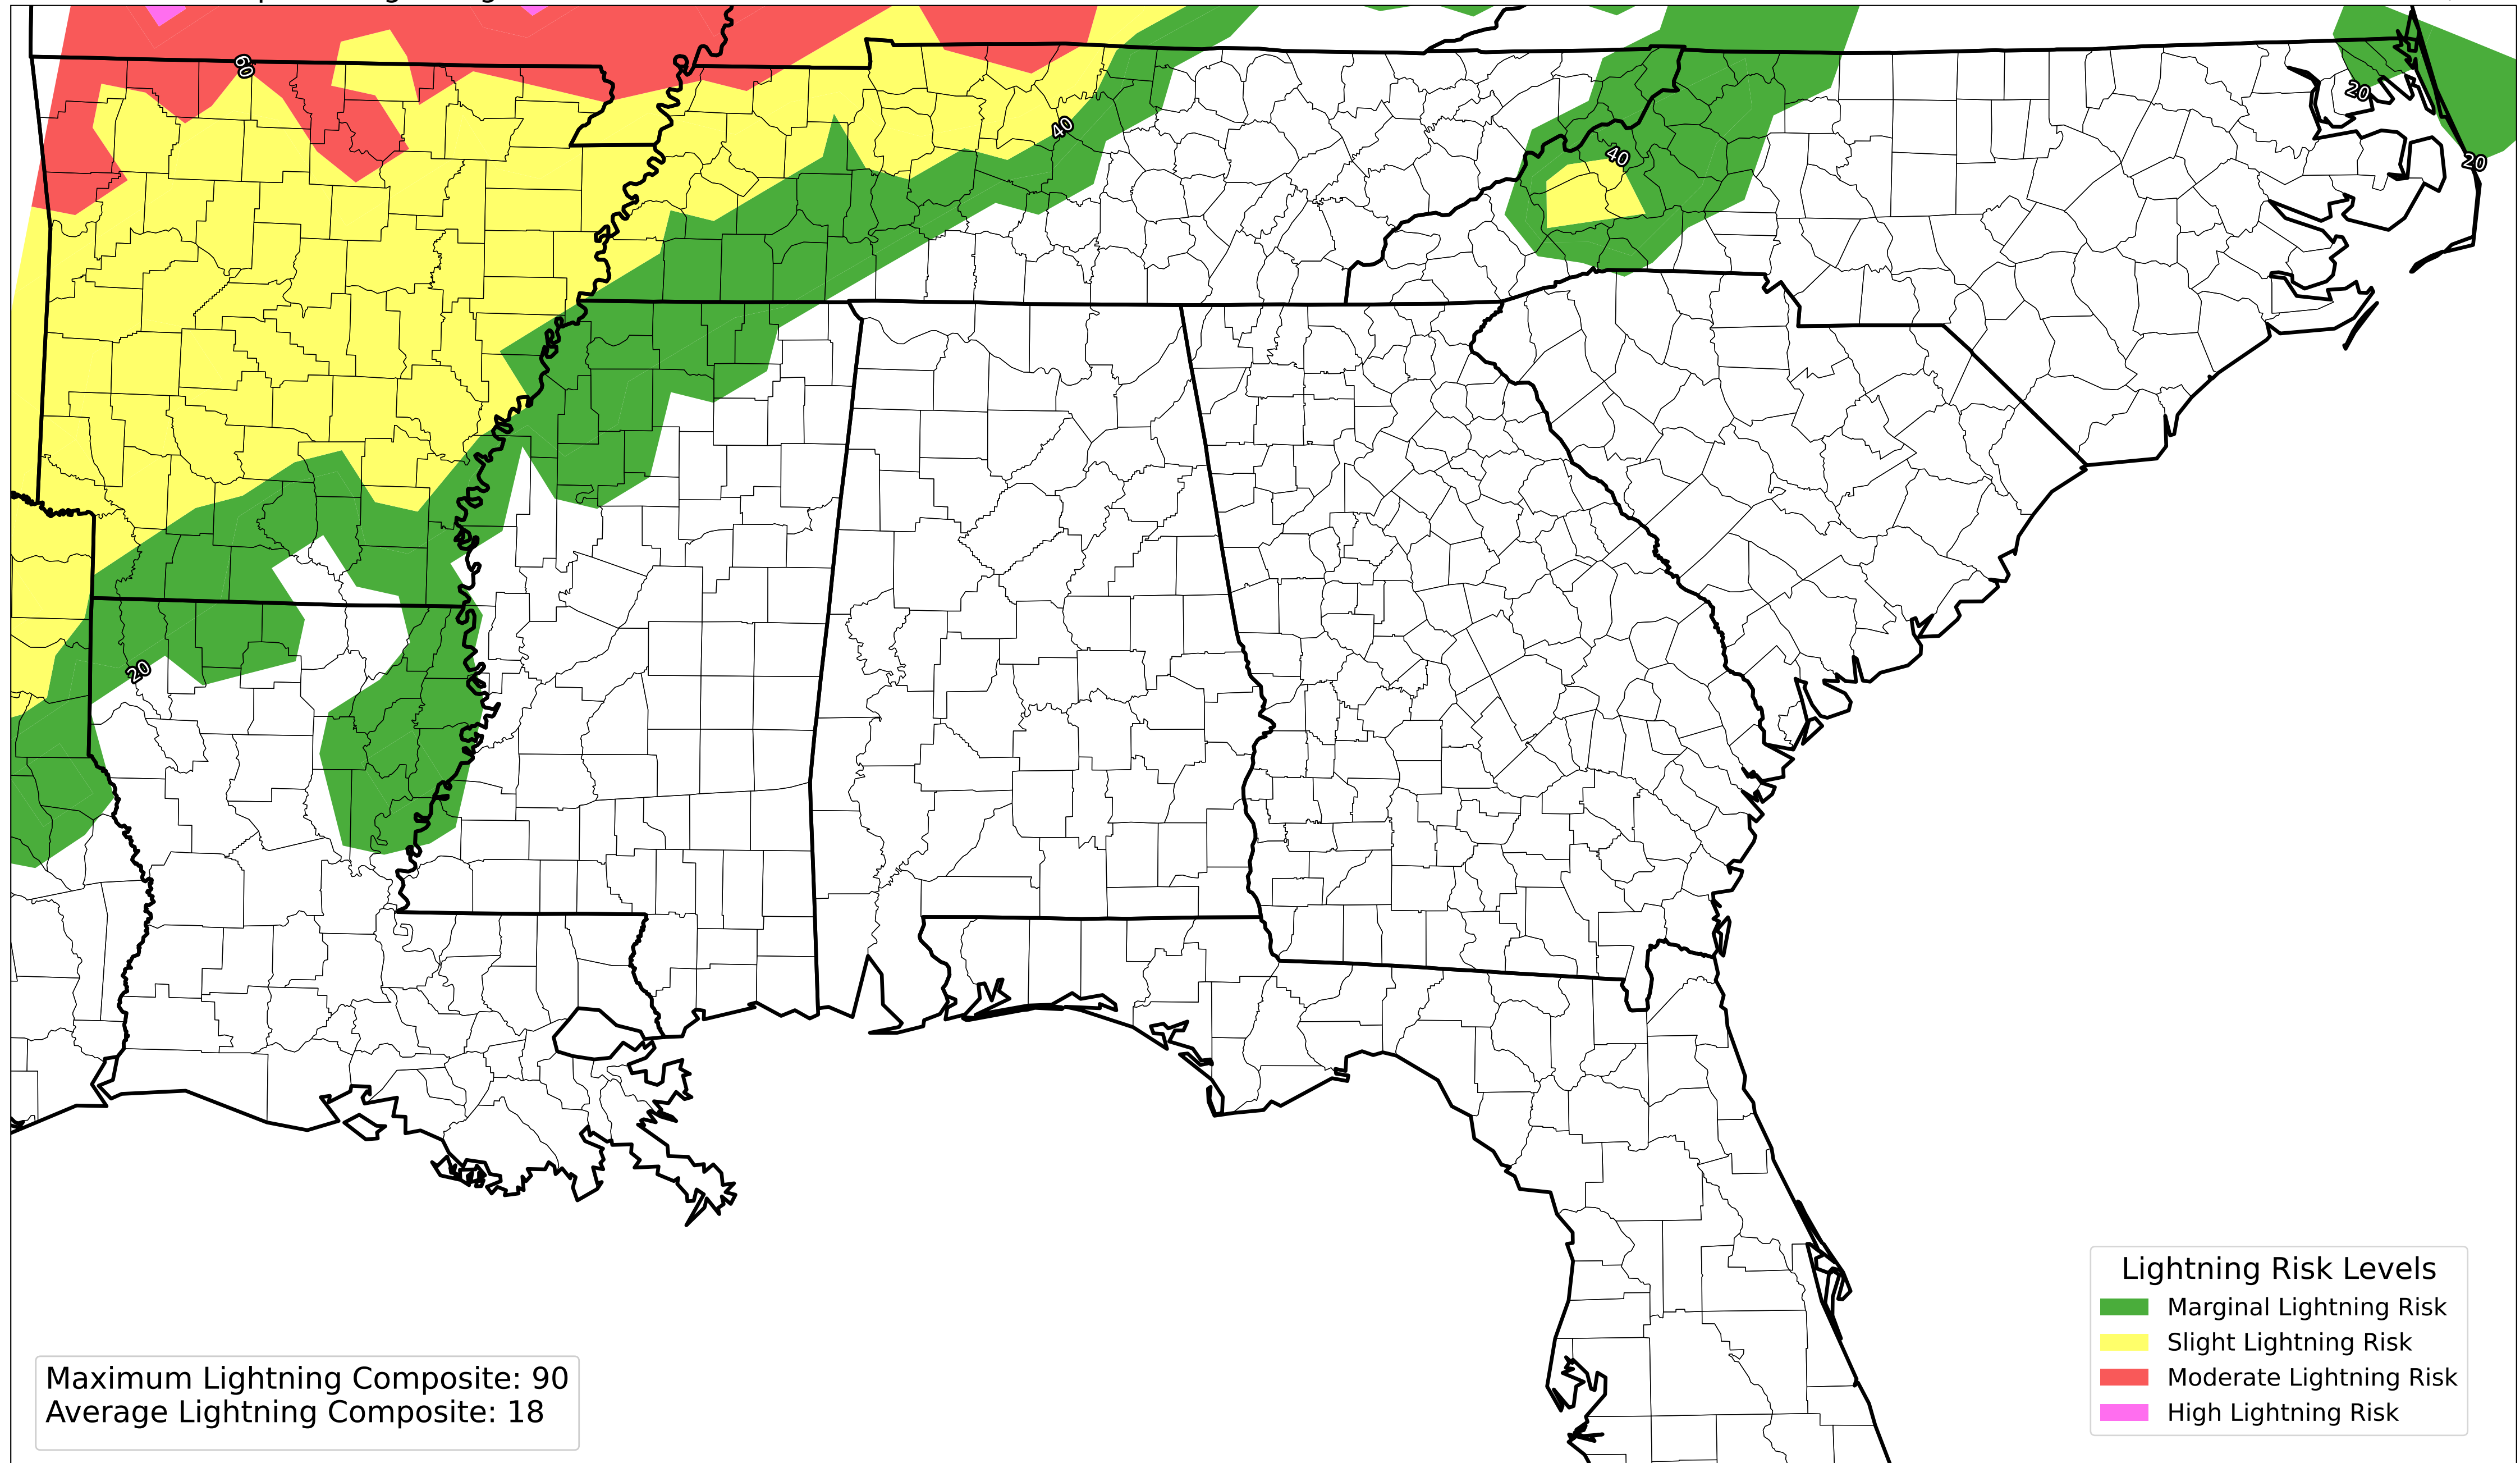 60
40
40
20
20
20
Lightning Risk Levels
Marginal Lightning Risk
Slight Lightning Risk
Moderate Lightning Risk
High Lightning Risk
Maximum Lightning Composite: 90
Average Lightning Composite: 18